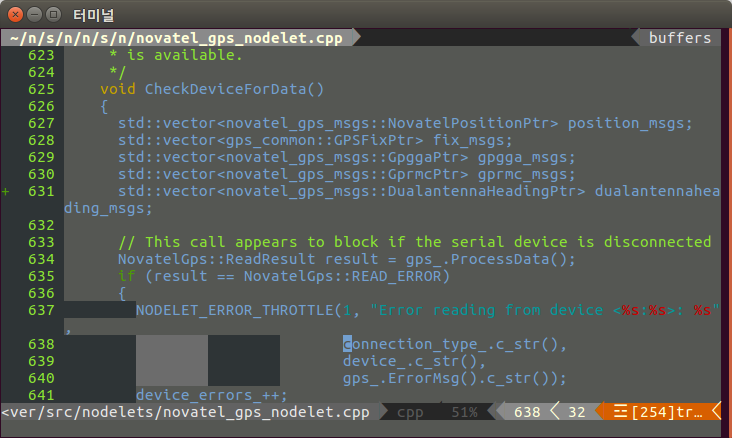 터미널
~/n/s/n/n/s/n/novatel_gps_nodelet.cpp buffers
623 * is available.
624 */
625 void CheckDeviceForData()
626 {
627 std::vector<novatel_gps_msgs::NovatelPositionPtr> position_msgs;
628 std::vector<gps_common::GPSFixPtr> fix_msgs;
629 std::vector<novatel_gps_msgs::GpggaPtr> gpgga_msgs;
630 std::vector<novatel_gps_msgs::GprmcPtr> gprmc_msgs;
+ 631 std::vector<novatel_gps_msgs::DualantennaHeadingPtr> dualantennahea
ding_msgs;
632
633 // This call appears to block if the serial device is disconnected
634 NovatelGps::ReadResult result = gps_.ProcessData();
635 if (result == NovatelGps::READ_ERROR)
636 {
637 NODELET_ERROR_THROTTLE(1, "Error reading from device <%s:%s>: %s"
,
638 connection_type_.c_str(),
639 device_.c_str(),
640 gps_.ErrorMsg().c_str());
641 device_errors_++;
<ver/src/nodelets/novatel_gps_nodelet.cpp cpp 51% 638 32 ☲[254]tr…